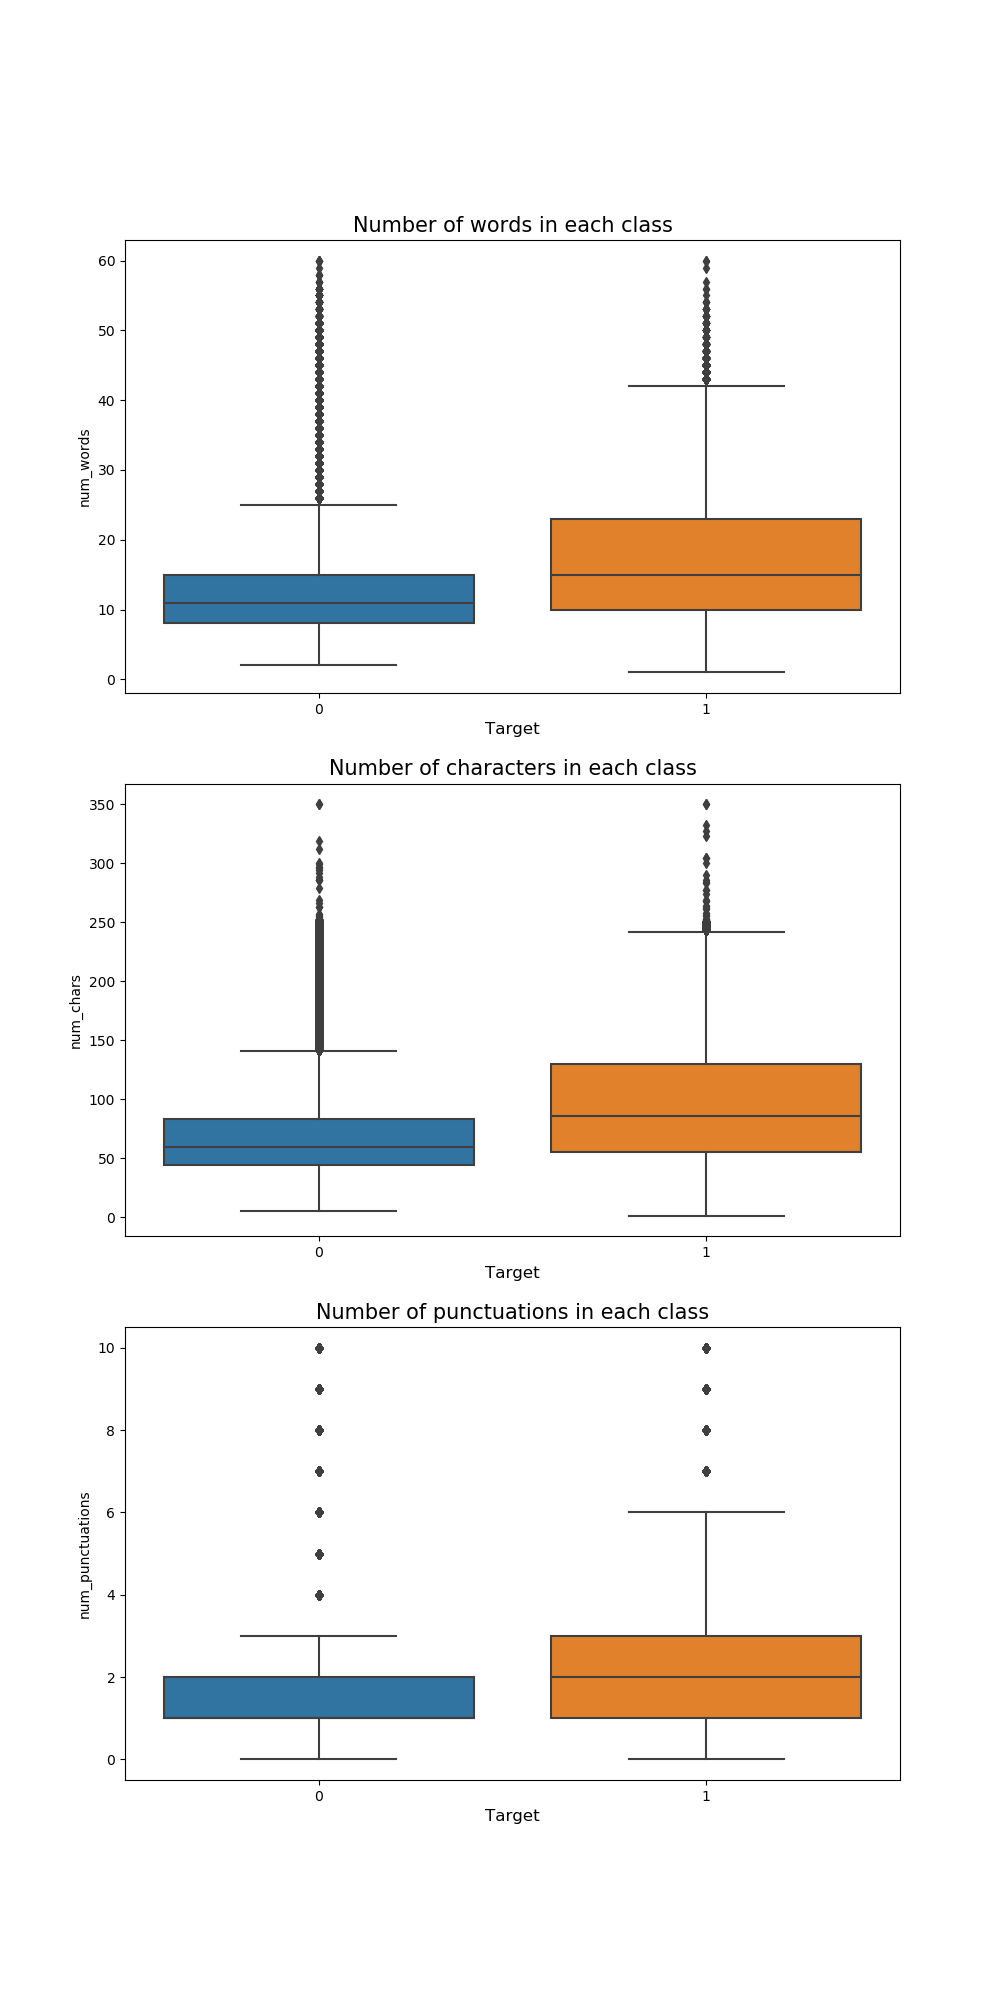 Number of words in each class
60
50
40
30
20
10
0
num_words
0 1
Target
Number of characters in each class
350
300
250
200
150
100
50
0
num_chars
0 1
Target
Number of punctuations in each class
10
8
6
4
2
0
num_punctuations
0 1
Target